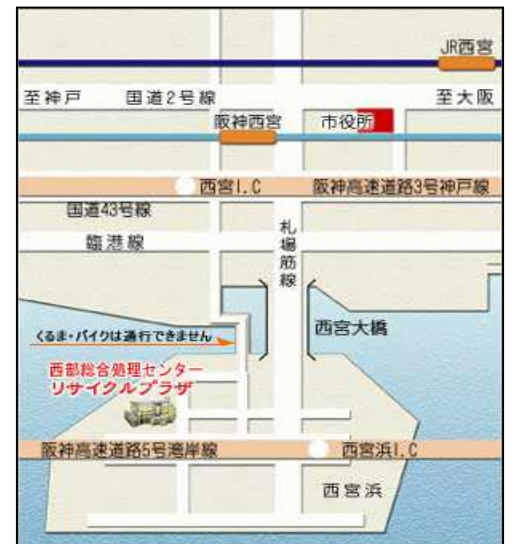 JR西宮
至神戸
国道2号線
至大阪
阪神西宮
市役所
西宮I.C
阪神高速道路3号神戸線
国道43号線
札場筋線
臨港線
西宮大橋
くるま・バイクは通行できません
西部総合処理センター
リサイクルプラザ
阪神高速道路5号湾岸線
西宮浜I.C
西宮浜